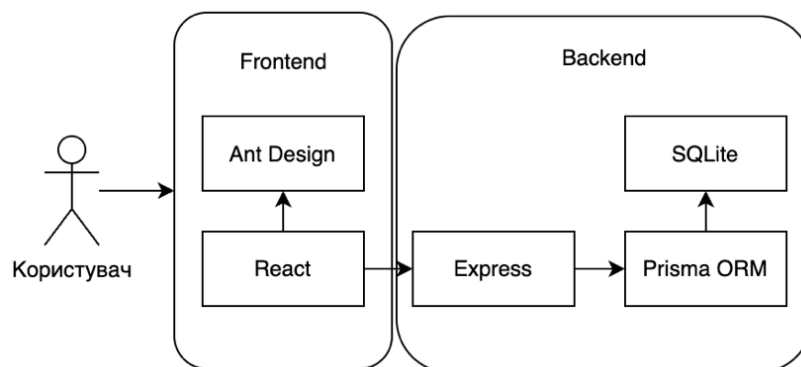 Frontend
Backend
Ant Design
SQLite
Користувач
React
Express
Prisma ORM